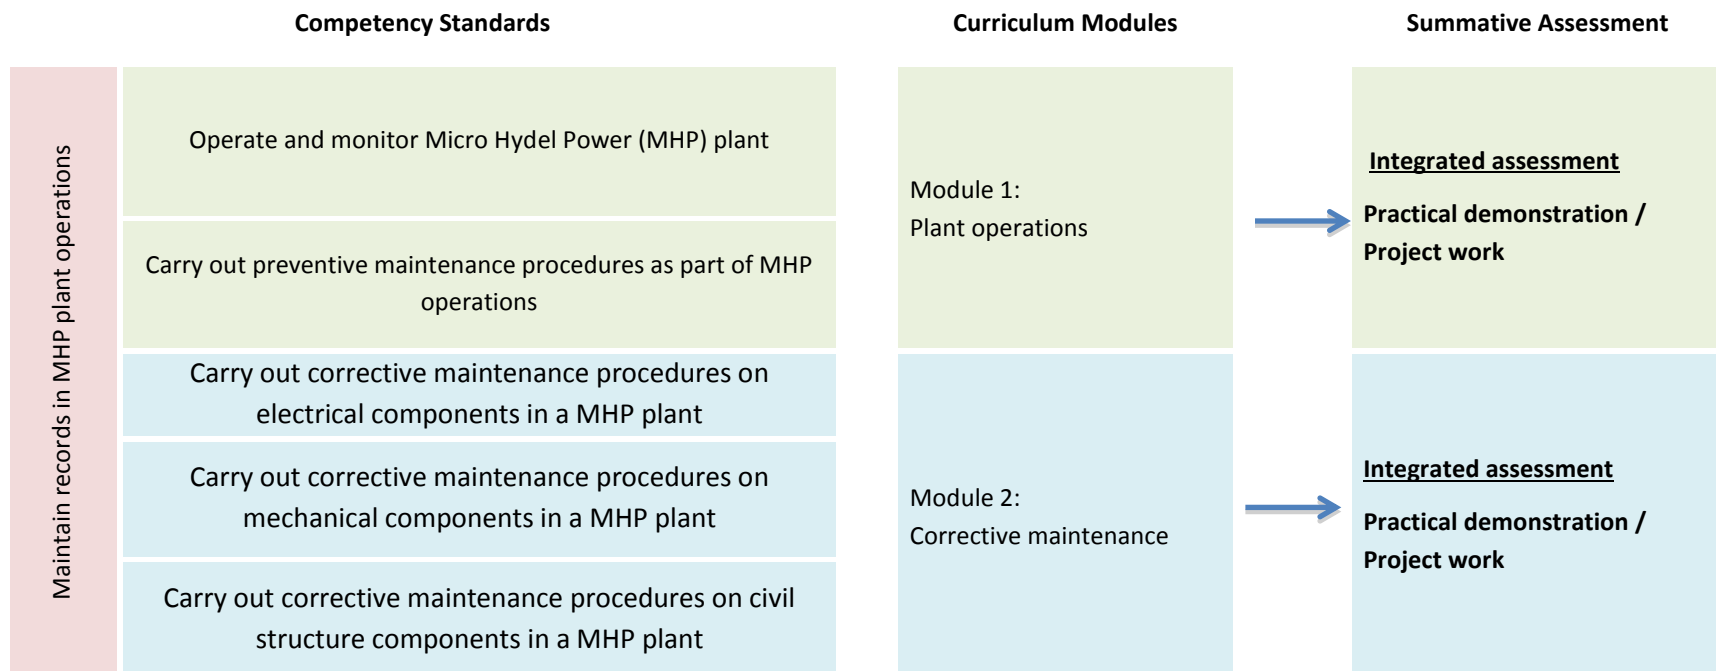 Competency Standards
Curriculum Modules
Summative Assessment
Maintain records in MHP plant operations
Operate and monitor Micro Hydel Power (MHP) plant
Carry out preventive maintenance procedures as part of MHP
operations
Carry out corrective maintenance procedures on
electrical components in a MHP plant
Carry out corrective maintenance procedures on
mechanical components in a MHP plant
Carry out corrective maintenance procedures on civil
structure components in a MHP plant
Module 1:
Plant operations
Module 2:
Corrective maintenance
Integrated assessment
Practical demonstration /
Project work
Integrated assessment
Practical demonstration /
Project work